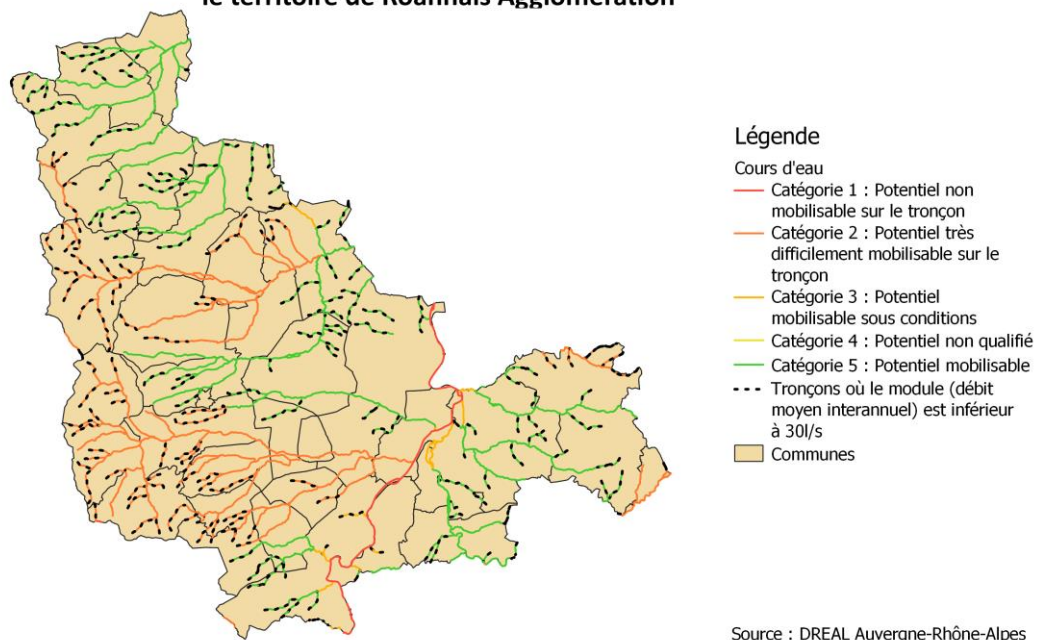 le territoire de Roannais Agglomération
Légende
Cours d'eau
Catégorie 1 : Potentiel non
mobilisable sur le tronçon
Catégorie 2 : Potentiel très
difficilement mobilisable sur le
tronçon
Catégorie 3 : Potentiel
mobilisable sous conditions
Catégorie 4 : Potentiel non qualifié
Catégorie 5 : Potentiel mobilisable
Tronçons où le module (débit
moyen interannuel) est inférieur
à 30l/s
Communes
Source : DREAL Auvergne-Rhône-Alpes